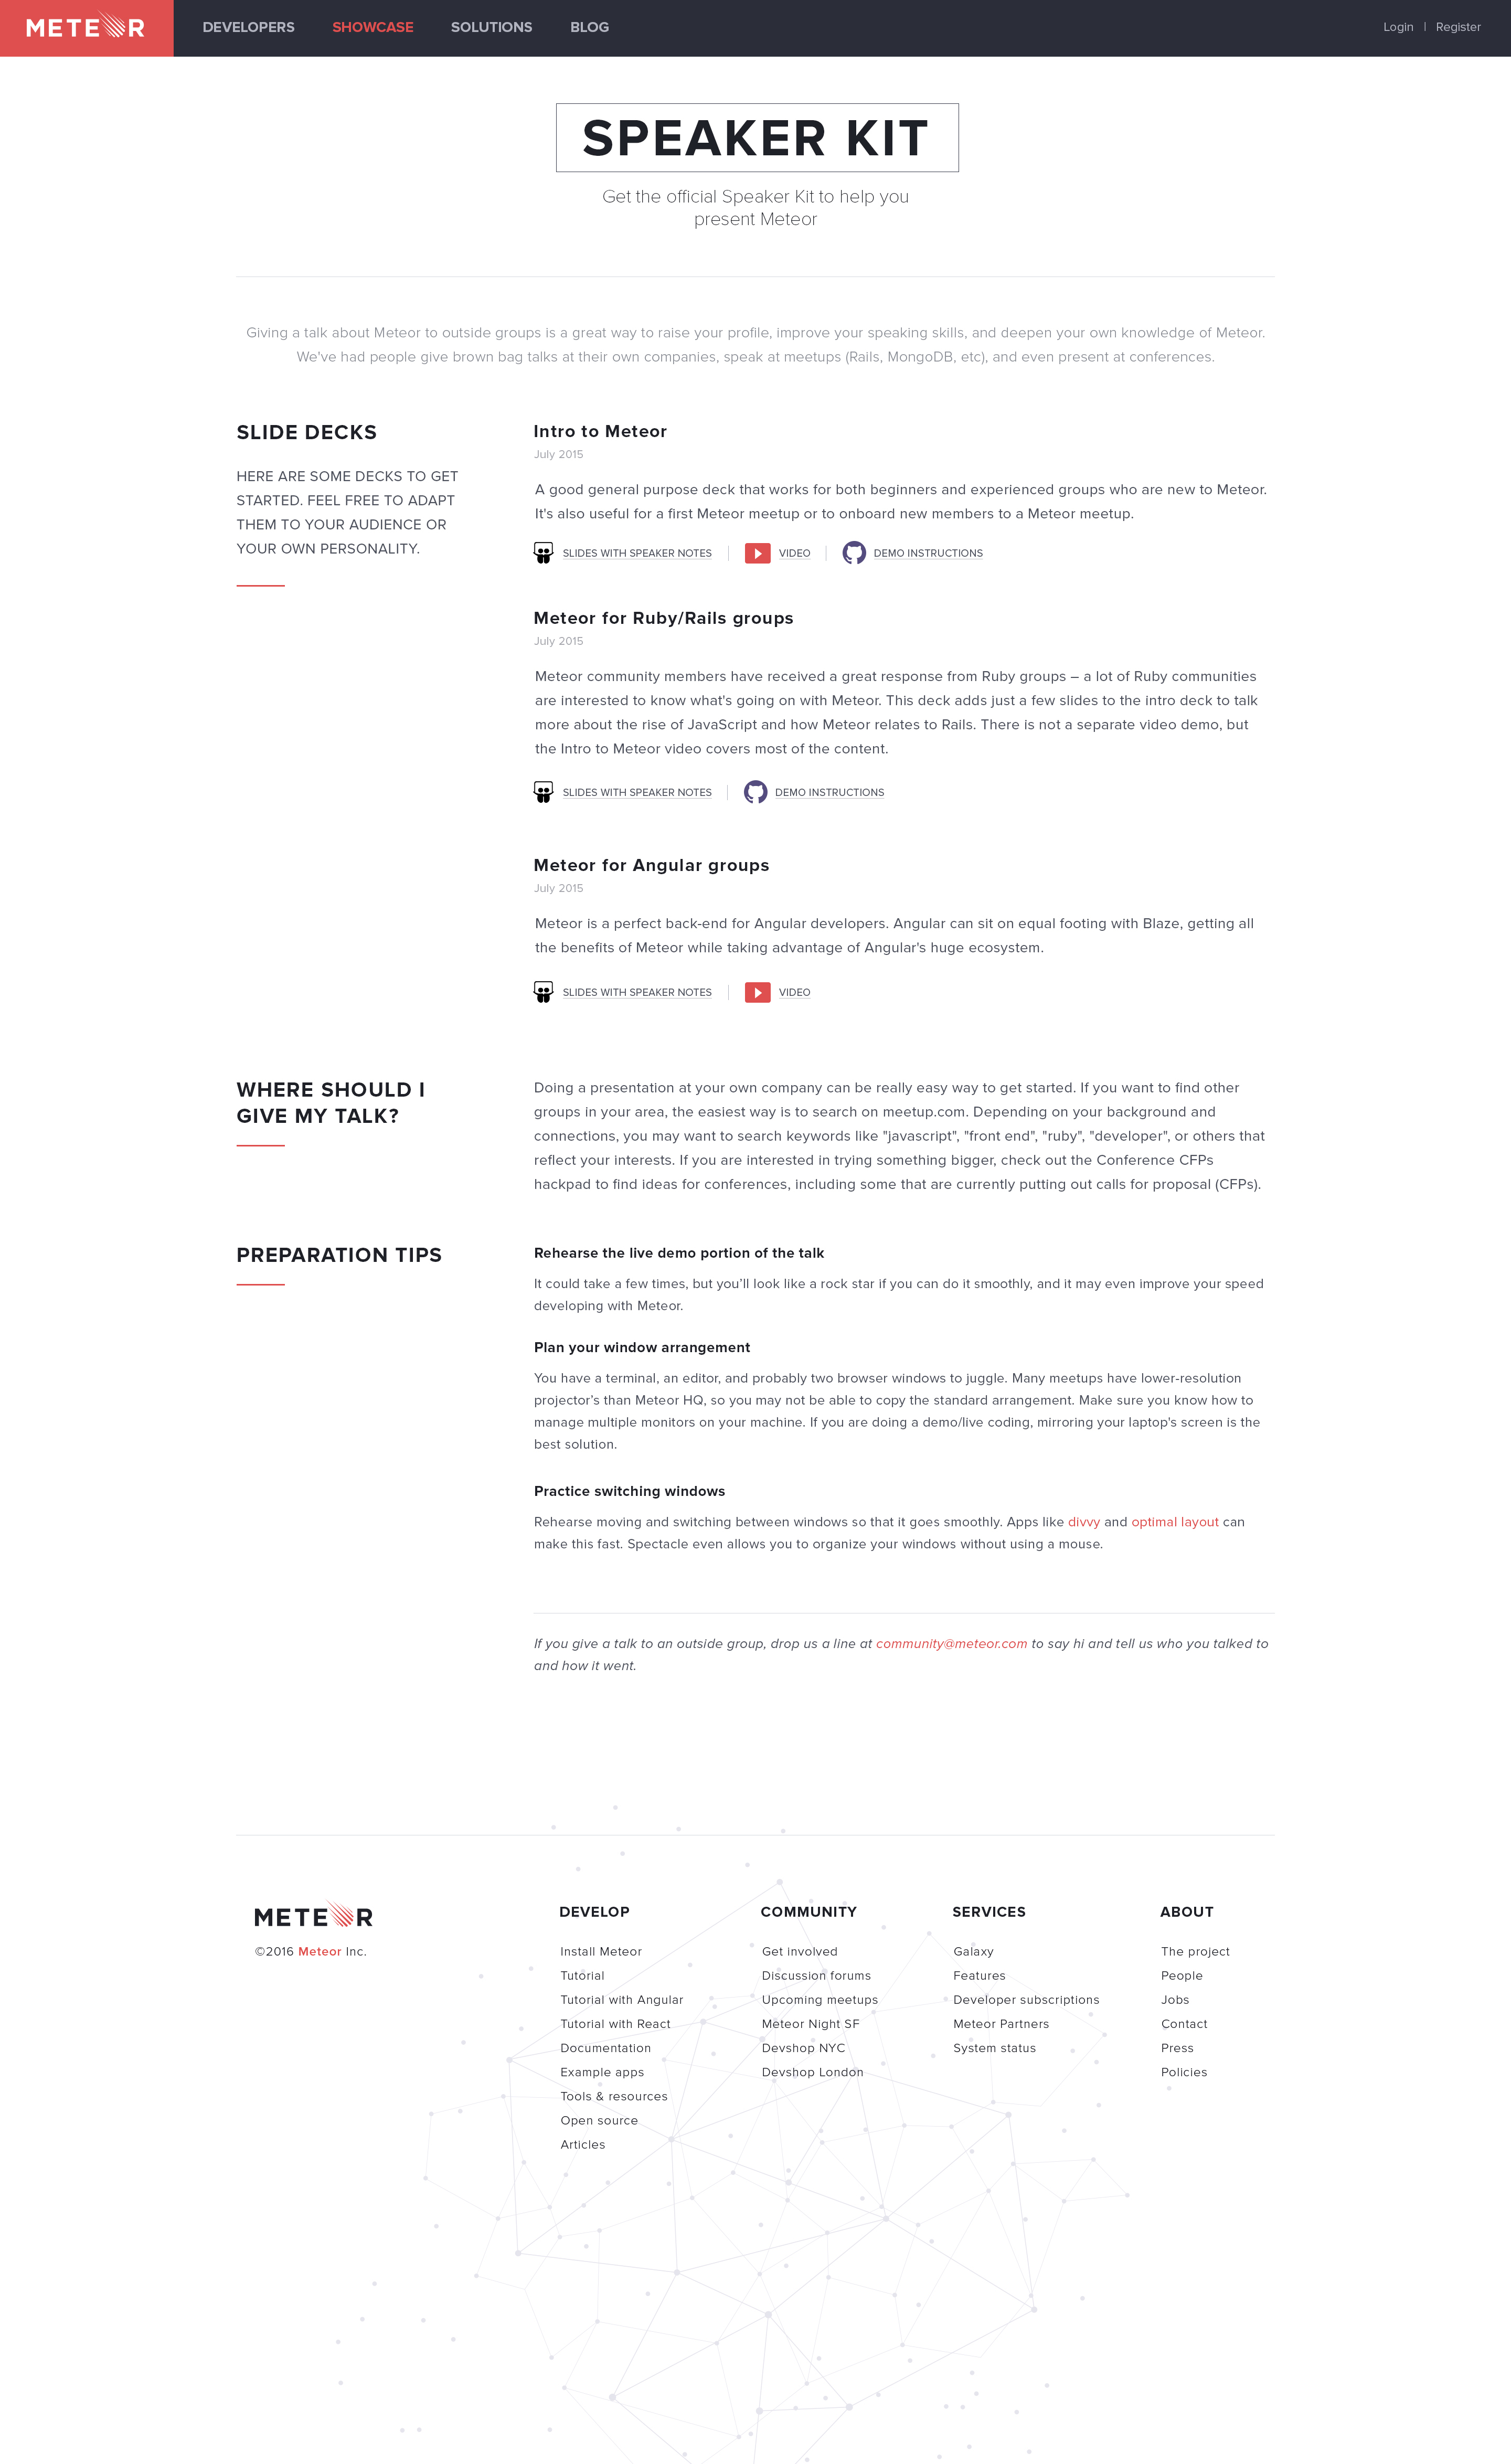 METEOR
DEVELOPERS
SHOWCASE
SOLUTIONS
BLOG
Login | Register
SPEAKER KIT
Get the official Speaker Kit to help you
present Meteor
Giving a talk about Meteor to outside groups is a great way to raise your profile, improve your speaking skills, and deepen your own knowledge of Meteor.
We've had people give brown bag talks at their own companies, speak at meetups (Rails, MongoDB, etc), and even present at conferences.
SLIDE DECKS
HERE ARE SOME DECKS TO GET
STARTED. FEEL FREE TO ADAPT
THEM TO YOUR AUDIENCE OR
YOUR OWN PERSONALITY.
Intro to Meteor
July 2015
A good general purpose deck that works for both beginners and experienced groups who are new to Meteor.
It's also useful for a first Meteor meetup or to onboard new members to a Meteor meetup.
SLIDES WITH SPEAKER NOTES
VIDEO
DEMO INSTRUCTIONS
Meteor for Ruby/Rails groups
July 2015
Meteor community members have received a great response from Ruby groups – a lot of Ruby communities
are interested to know what's going on with Meteor. This deck adds just a few slides to the intro deck to talk
more about the rise of JavaScript and how Meteor relates to Rails. There is not a separate video demo, but
the Intro to Meteor video covers most of the content.
SLIDES WITH SPEAKER NOTES
DEMO INSTRUCTIONS
Meteor for Angular groups
July 2015
Meteor is a perfect back-end for Angular developers. Angular can sit on equal footing with Blaze, getting all
the benefits of Meteor while taking advantage of Angular's huge ecosystem.
SLIDES WITH SPEAKER NOTES
VIDEO
WHERE SHOULD I
GIVE MY TALK?
Doing a presentation at your own company can be really easy way to get started. If you want to find other
groups in your area, the easiest way is to search on meetup.com. Depending on your background and
connections, you may want to search keywords like "javascript", "front end", "ruby", "developer", or others that
reflect your interests. If you are interested in trying something bigger, check out the Conference CFPs
hackpad to find ideas for conferences, including some that are currently putting out calls for proposal (CFPs).
PREPARATION TIPS
Rehearse the live demo portion of the talk
It could take a few times, but you’ll look like a rock star if you can do it smoothly, and it may even improve your speed
developing with Meteor.
Plan your window arrangement
You have a terminal, an editor, and probably two browser windows to juggle. Many meetups have lower-resolution
projector’s than Meteor HQ, so you may not be able to copy the standard arrangement. Make sure you know how to
manage multiple monitors on your machine. If you are doing a demo/live coding, mirroring your laptop's screen is the
best solution.
Practice switching windows
Rehearse moving and switching between windows so that it goes smoothly. Apps like divvy and optimal layout can
make this fast. Spectacle even allows you to organize your windows without using a mouse.
If you give a talk to an outside group, drop us a line at community@meteor.com to say hi and tell us who you talked to
and how it went.
METEOR
©2016 Meteor Inc.
DEVELOP
Install Meteor
Tutorial
Tutorial with Angular
Tutorial with React
Documentation
Example apps
Tools & resources
Open source
Articles
COMMUNITY
Get involved
Discussion forums
Upcoming meetups
Meteor Night SF
Devshop NYC
Devshop London
SERVICES
Galaxy
Features
Developer subscriptions
Meteor Partners
System status
ABOUT
The project
People
Jobs
Contact
Press
Policies